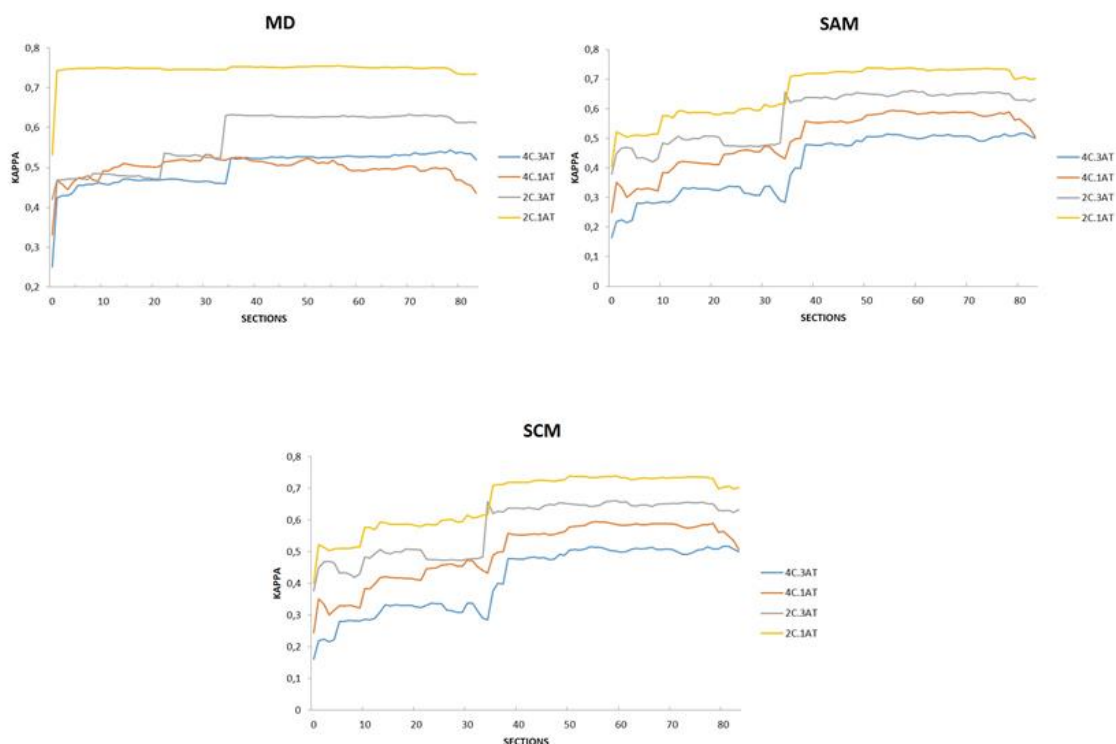 MD
0,8
0,7
0,6
0,5
0,4
0,3
0,2
KAPPA
0 10 20 30 40 50 60 70 80
SECTIONS
4C.3AT
4C.1AT
2C.3AT
2C.1AT
SAM
0,8
0,7
0,6
0,5
0,4
0,3
0,2
0,1
0
KAPPA
0 10 20 30 40 50 60 70 80
SECTIONS
4C.3AT
4C.1AT
2C.3AT
2C.1AT
SCM
0,8
0,7
0,6
0,5
0,4
0,3
0,2
0,1
0
KAPPA
0 10 20 30 40 50 60 70 80
SECTIONS
4C.3AT
4C.1AT
2C.3AT
2C.1AT